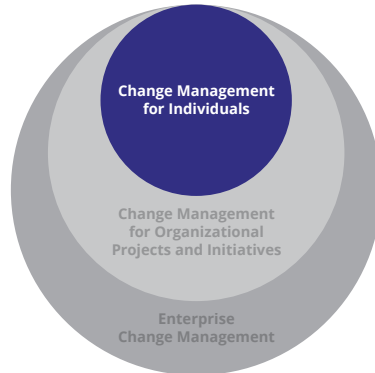 Change Management
for Individuals
Change Management
for Organizational
Projects and Initiatives
Enterprise
Change Management